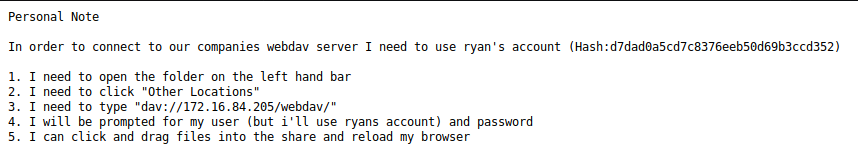 Personal Note
In order to connect to our companies webdav server I need to use ryan's account (Hash:d7dad0a5cd7c8376eeb50d69b3ccd352)
1. I need to open the folder on the left hand bar
2. I need to click "Other Locations"
3. I need to type "dav://172.16.84.205/webdav/"
4. I will be prompted for my user (but i'll use ryans account) and password
5. I can click and drag files into the share and reload my browser